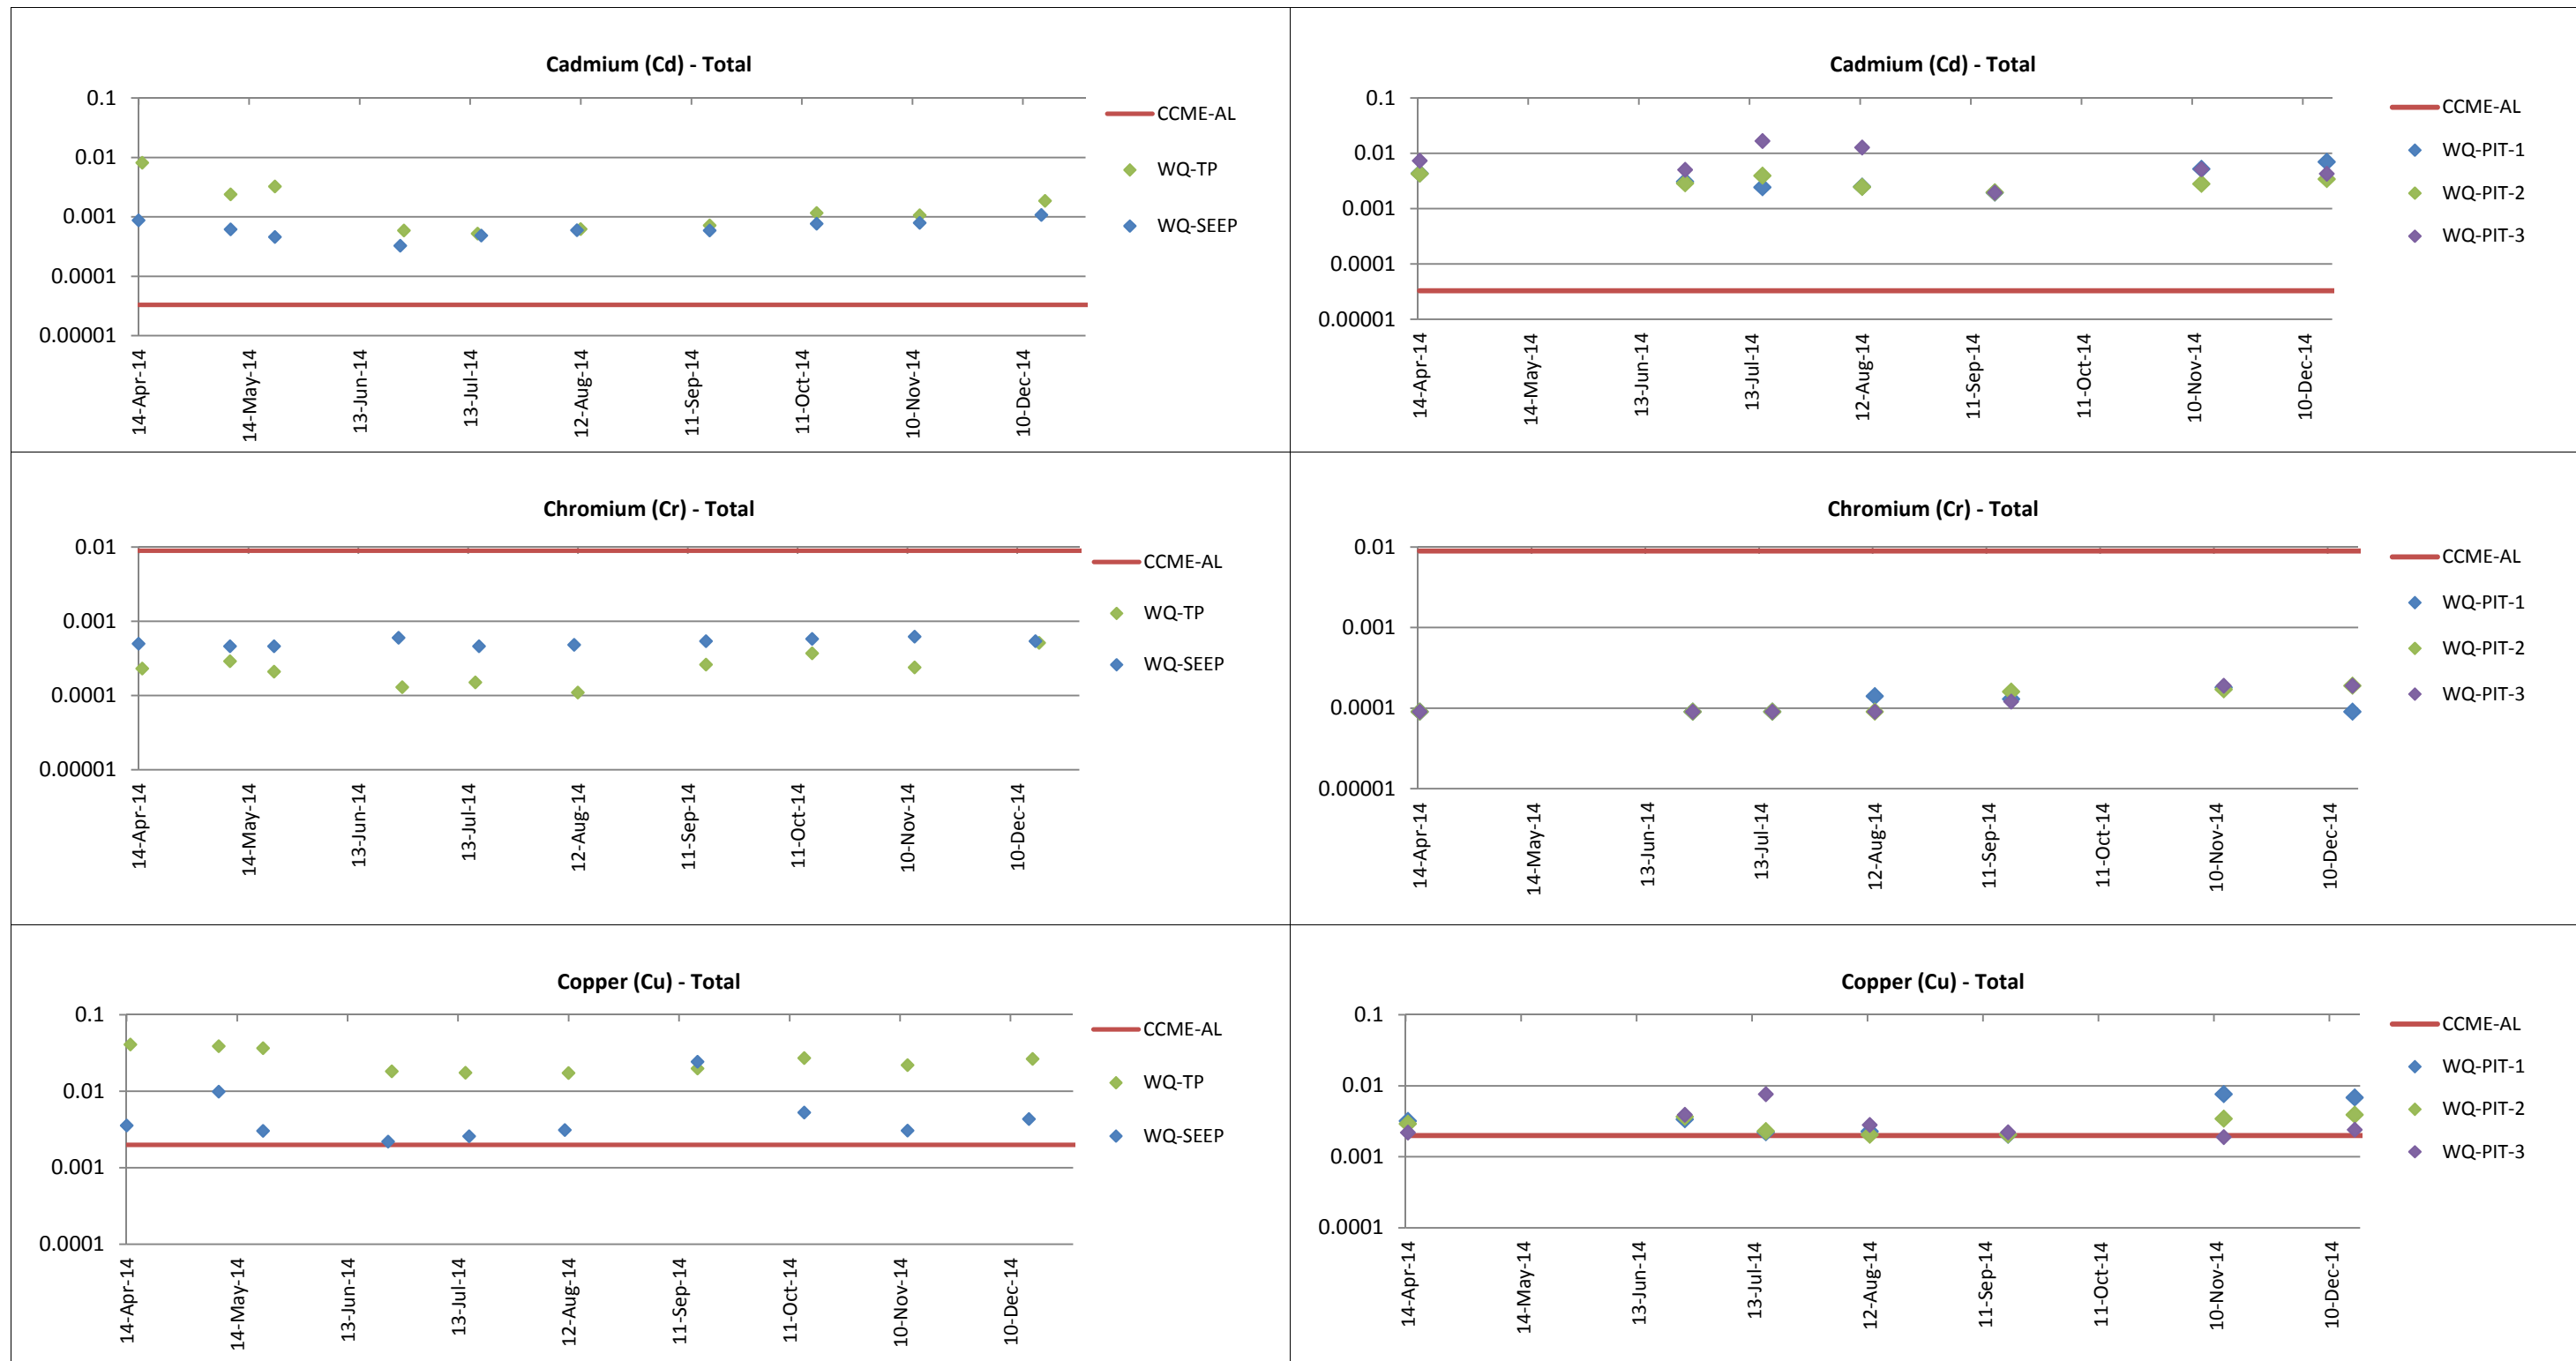 Cadmium (Cd) - Total
0.1
0.01
0.001
0.0001
0.00001
14-Apr-14
14-May-14
13-Jun-14
13-Jul-14
12-Aug-14
11-Sep-14
11-Oct-14
10-Nov-14
10-Dec-14
CCME-AL
WQ-TP
WQ-SEEP
Cadmium (Cd) - Total
0.1
0.01
0.001
0.0001
0.00001
14-Apr-14
14-May-14
13-Jun-14
13-Jul-14
12-Aug-14
11-Sep-14
11-Oct-14
10-Nov-14
10-Dec-14
CCME-AL
WQ-PIT-1
WQ-PIT-2
WQ-PIT-3
Chromium (Cr) - Total
0.01
0.001
0.0001
0.00001
14-Apr-14
14-May-14
13-Jun-14
13-Jul-14
12-Aug-14
11-Sep-14
11-Oct-14
10-Nov-14
10-Dec-14
CCME-AL
WQ-TP
WQ-SEEP
Chromium (Cr) - Total
0.01
0.001
0.0001
0.00001
14-Apr-14
14-May-14
13-Jun-14
13-Jul-14
12-Aug-14
11-Sep-14
11-Oct-14
10-Nov-14
10-Dec-14
CCME-AL
WQ-PIT-1
WQ-PIT-2
WQ-PIT-3
Copper (Cu) - Total
0.1
0.01
0.001
0.0001
14-Apr-14
14-May-14
13-Jun-14
13-Jul-14
12-Aug-14
11-Sep-14
11-Oct-14
10-Nov-14
10-Dec-14
CCME-AL
WQ-TP
WQ-SEEP
Copper (Cu) - Total
0.1
0.01
0.001
0.0001
14-Apr-14
14-May-14
13-Jun-14
13-Jul-14
12-Aug-14
11-Sep-14
11-Oct-14
10-Nov-14
10-Dec-14
CCME-AL
WQ-PIT-1
WQ-PIT-2
WQ-PIT-3